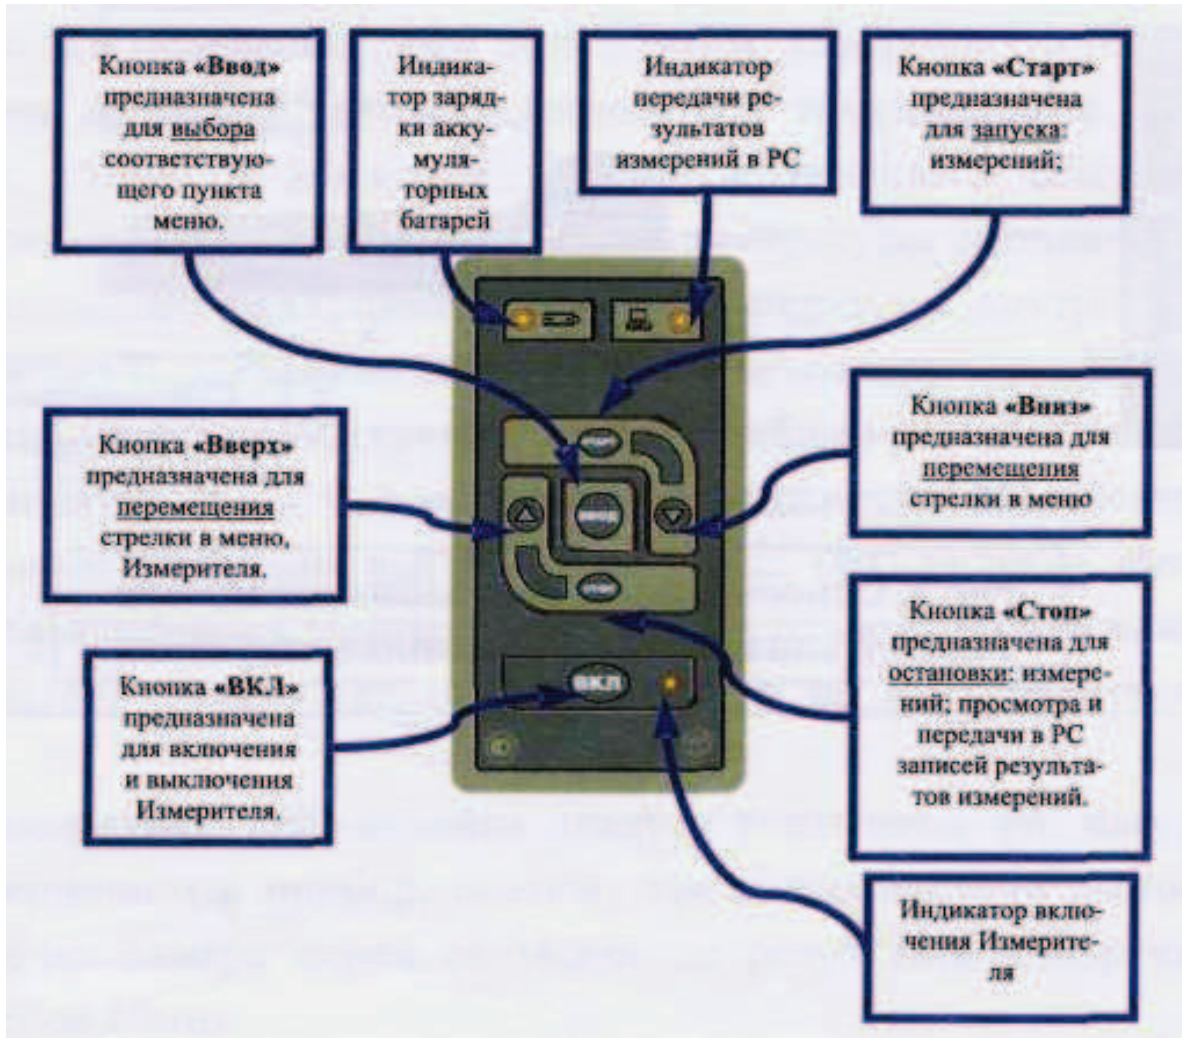 Кнопка «Ввод»
предназначена
для выбора
соответствую-
щего пункта
меню.
Индика-
тор заряд-
ки акку-
муля-
торных
батарей
Индикатор
передачи ре-
зультатов
измерений в РС
Кнопка «Старт»
предназначена
для запуска:
измерений;
Кнопка «Вверх»
предназначена для
перемещения
стрелки в меню,
Измерителя.
Кнопка «Вниз»
предназначена для
перемещения
стрелки в меню
Кнопка «ВКЛ»
предназначена
для включения
и выключения
Измерителя.
ВКЛ
Кнопка «Стоп»
предназначена для
остановки: измере-
ний; просмотра и
передачи в РС
записей результа-
тов измерений.
Индикатор вклю-
чения Измерите-
ля